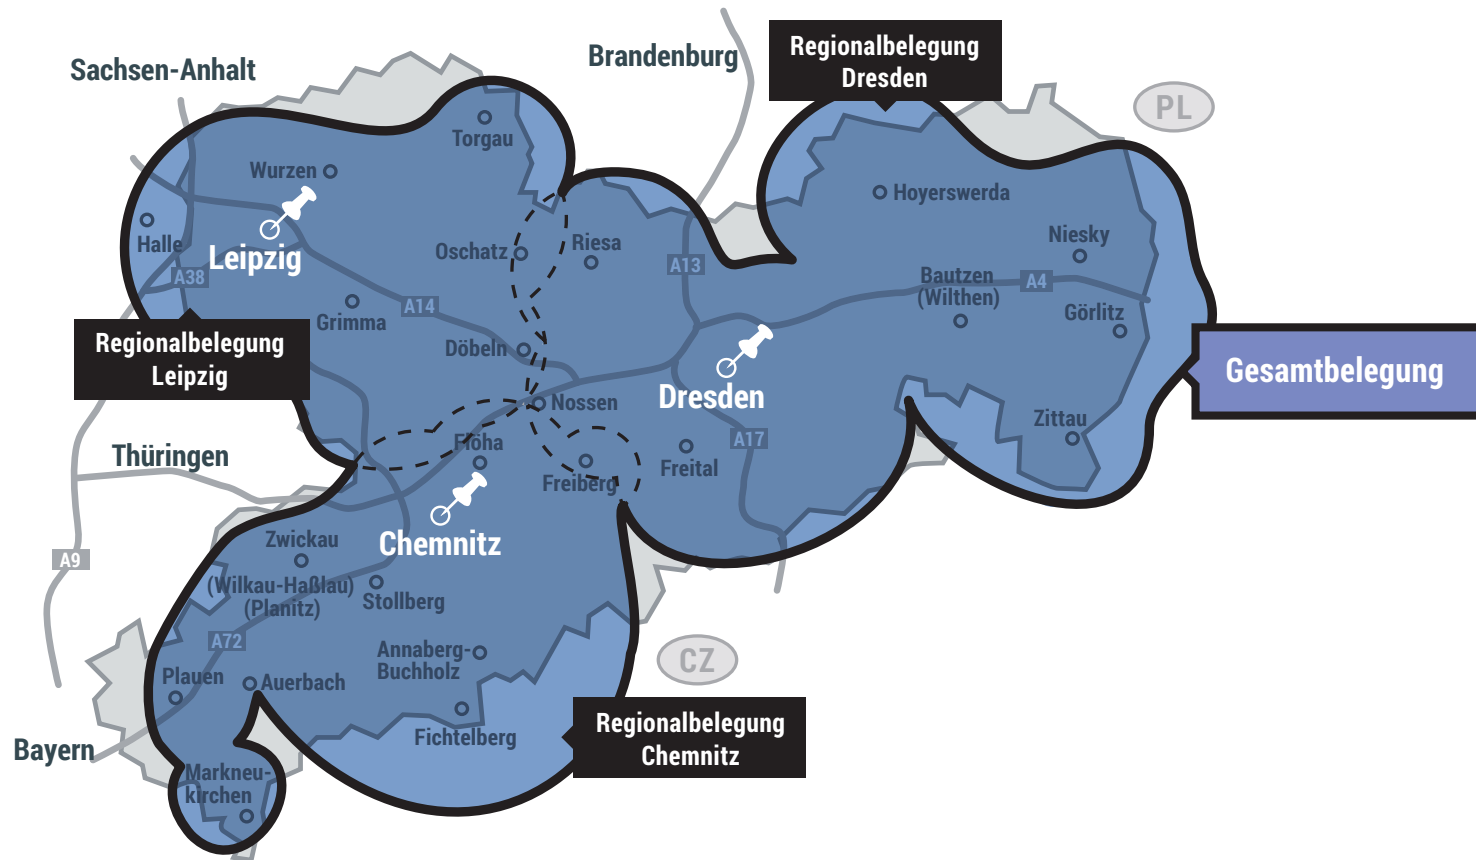 Sachsen-Anhalt
Brandenburg
Regionalbelegung
Dresden
PL
Torgau
Wurzen
Hoyerswerda
Halle
Leipzig
Oschatz
Riesa
Niesky
A38
A13
Bautzen
(Wilthen)
A4
A14
Grimma
Görlitz
Regionalbelegung
Leipzig
Döbeln
Gesamtbelegung
Dresden
Nossen
Zittau
Thüringen
Flöha
A17
Freital
Freiberg
Zwickau
Chemnitz
A9
(Wilkau-Haßlau)
(Planitz)
Stollberg
A72
Annaberg-
Buchholz
CZ
Plauen
Auerbach
Regionalbelegung
Chemnitz
Fichtelberg
Bayern
Markneu-
kirchen